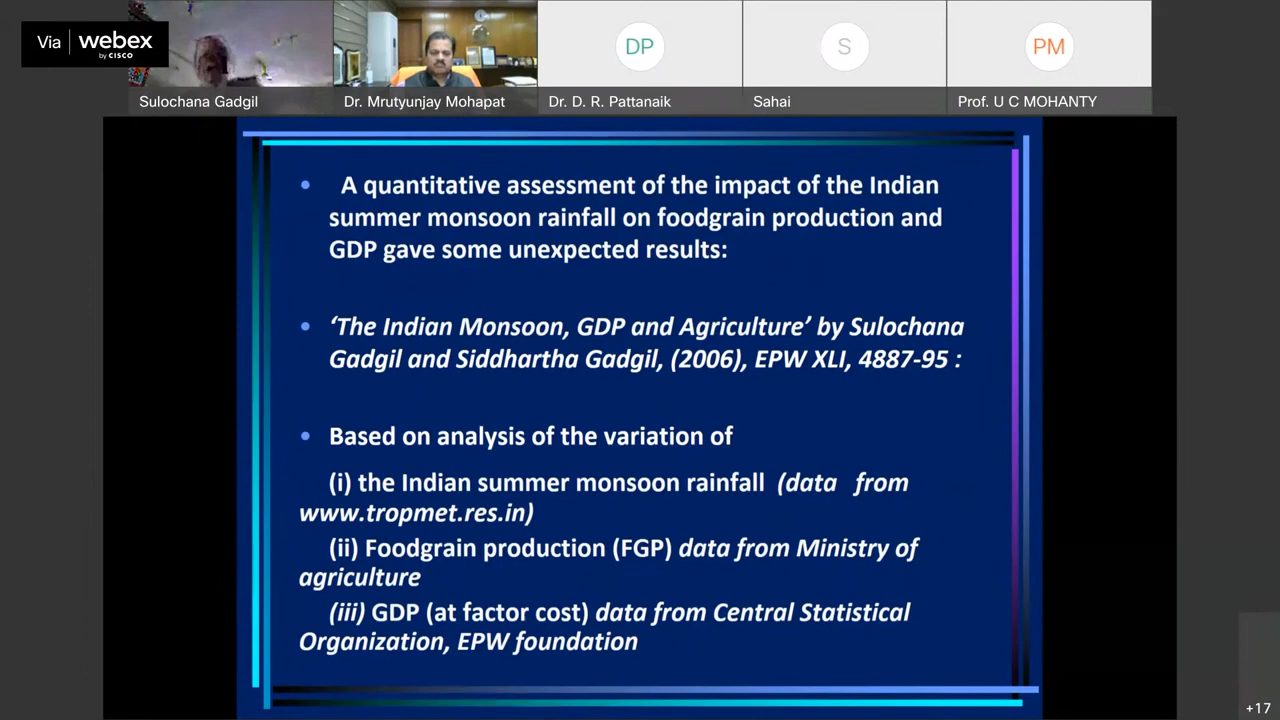 Via webex
by CISCO
DP
S
PM
Sulochana Gadgil
Dr. Mrutyunjay Mohapat
Dr. D. R. Pattanaik
Sahai
Prof. U C MOHANTY
• A quantitative assessment of the impact of the Indian
summer monsoon rainfall on foodgrain production and
GDP gave some unexpected results:
• ‘The Indian Monsoon, GDP and Agriculture’ by Sulochana
Gadgil and Siddhartha Gadgil, (2006), EPW XLI, 4887-95 :
• Based on analysis of the variation of
(i) the Indian summer monsoon rainfall (data from
www.tropmet.res.in)
(ii) Foodgrain production (FGP) data from Ministry of
agriculture
(iii) GDP (at factor cost) data from Central Statistical
Organization, EPW foundation
+17